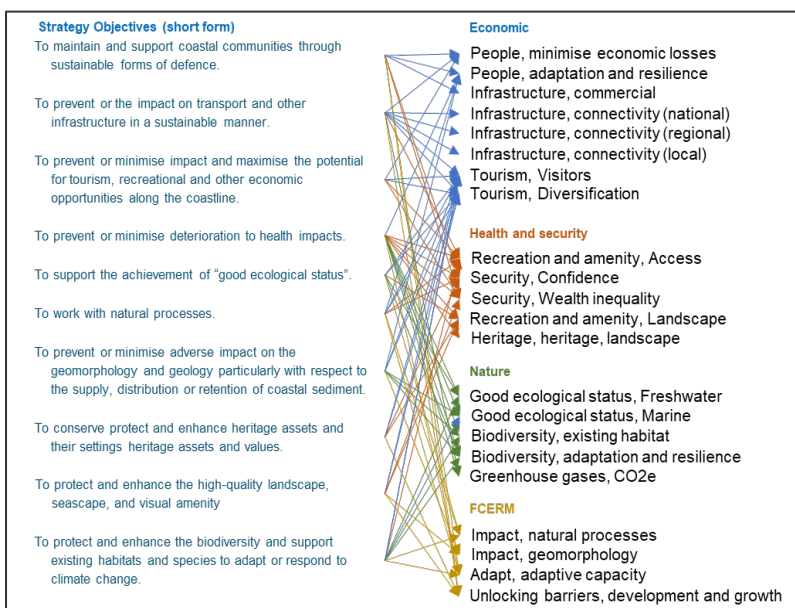 Strategy Objectives (short form)
To maintain and support coastal communities through
sustainable forms of defence.
To prevent or the impact on transport and other
infrastructure in a sustainable manner.
To prevent or minimise impact and maximise the potential
for tourism, recreational and other economic
opportunities along the coastline.
To prevent or minimise deterioration to health impacts.
To support the achievement of “good ecological status”.
To work with natural processes.
To prevent or minimise adverse impact on the
geomorphology and geology particularly with respect to
the supply, distribution or retention of coastal sediment.
To conserve protect and enhance heritage assets and
their settings heritage assets and values.
To protect and enhance the high-quality landscape,
seascape, and visual amenity
To protect and enhance the biodiversity and support
existing habitats and species to adapt or respond to
climate change.
Economic
People, minimise economic losses
People, adaptation and resilience
Infrastructure, commercial
Infrastructure, connectivity (national)
Infrastructure, connectivity (regional)
Infrastructure, connectivity (local)
Tourism, Visitors
Tourism, Diversification
Health and security
Recreation and amenity, Access
Security, Confidence
Security, Wealth inequality
Recreation and amenity, Landscape
Heritage, heritage, landscape
Nature
Good ecological status, Freshwater
Good ecological status, Marine
Biodiversity, existing habitat
Biodiversity, adaptation and resilience
Greenhouse gases, CO2e
FCERM
Impact, natural processes
Impact, geomorphology
Adapt, adaptive capacity
Unlocking barriers, development and growth